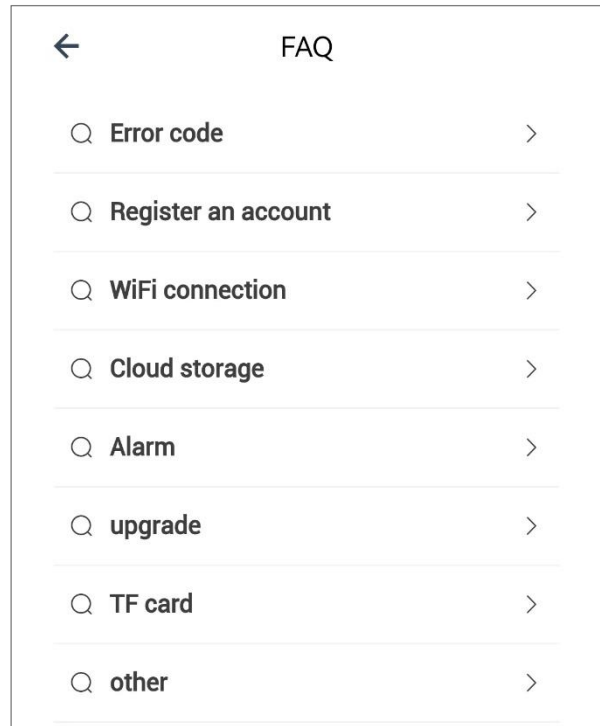 FAQ
Error code
Register an account
WiFi connection
Cloud storage
Alarm
upgrade
TF card
other